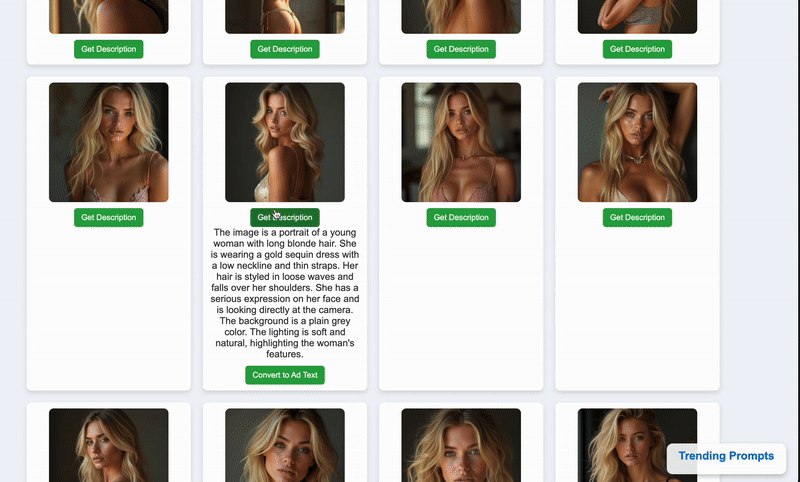 Get Description
Get Description
Get Description
Get Description
Get Description
Get Description
Get Description
Get Description
The image is a portrait of a young
woman with long blonde hair. She
is wearing a gold sequin dress with
a low neckline and thin straps. Her
hair is styled in loose waves and
falls over her shoulders. She has a
serious expression on her face and
is looking directly at the camera.
The background is a plain grey
color. The lighting is soft and
natural, highlighting the woman's
features.
Convert to Ad Text
Trending Prompts